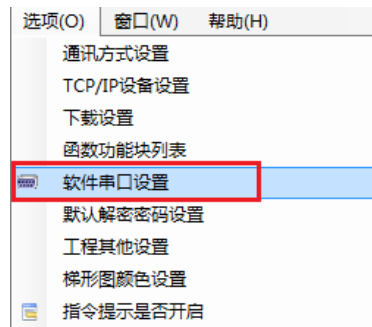 选项(O) 窗口(W) 帮助(H)
通讯方式设置
TCP/IP设备设置
下载设置
函数功能块列表
软件串口设置
默认解密密码设置
工程其他设置
梯形图颜色设置
指令提示是否开启